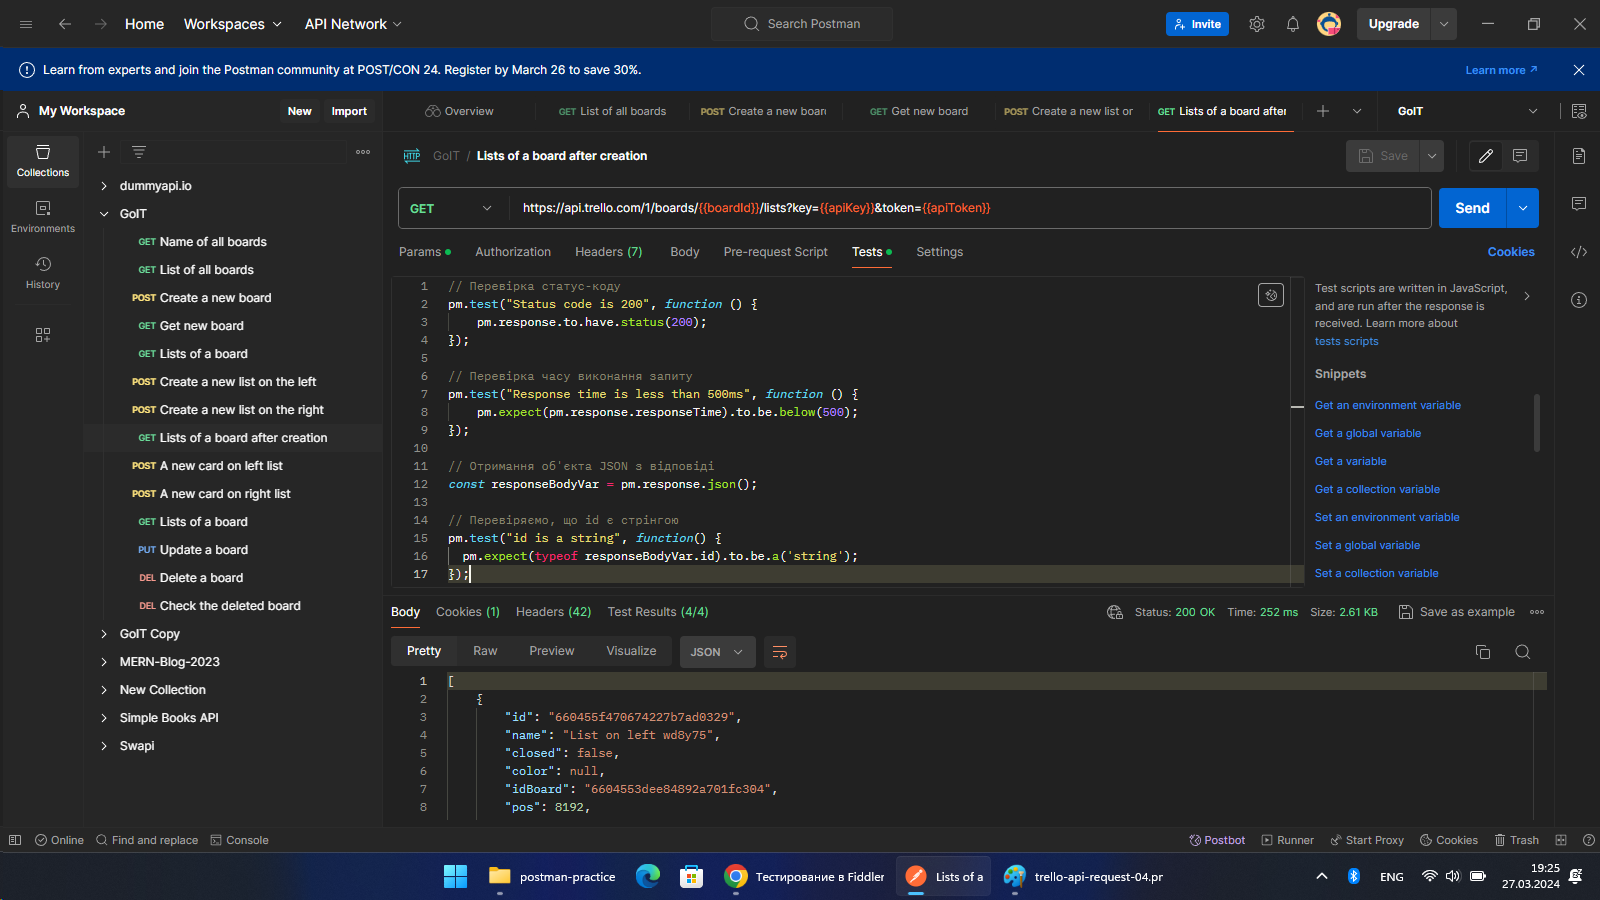 Home
Workspaces
API Network
Search Postman
Invite
Upgrade
Learn from experts and join the Postman community at POST/CON 24. Register by March 26 to save 30%.
Learn more
My Workspace
New
Import
Overview
GET List of all boards
POST Create a new board
GET Get new board
POST Create a new list or
GET Lists of a board after
GoIT
Collections
Environments
History
dummyapi.io
GoIT
GET Name of all boards
GET List of all boards
POST Create a new board
GET Get new board
GET Lists of a board
POST Create a new list on the left
POST Create a new list on the right
GET Lists of a board after creation
POST A new card on left list
POST A new card on right list
GET Lists of a board
PUT Update a board
DEL Delete a board
DEL Check the deleted board
GoIT Copy
MERN-Blog-2023
New Collection
Simple Books API
Swapi
HTTP GoIT / Lists of a board after creation
Save
GET
https://api.trello.com/1/boards/{{boardId}}/lists?key={{apiKey}}&token={{apiToken}}
Send
Params
Authorization
Headers (7)
Body
Pre-request Script
Tests
Settings
Cookies
1 // Перевірка статус-коду
2 pm.test("Status code is 200", function () {
3 pm.response.to.have.status(200);
4 });
5
6 // Перевірка часу виконання запиту
7 pm.test("Response time is less than 500ms", function () {
8 pm.expect(pm.response.responseTime).to.be.below(500);
9 });
10
11 // Отримання об'єкта JSON з відповіді
12 const responseBodyVar = pm.response.json();
13
14 // Перевіряємо, що id є стрінгою
15 pm.test("id is a string", function() {
16 pm.expect(typeof responseBodyVar.id).to.be.a('string');
17 });
Test scripts are written in JavaScript,
and are run after the response is
received. Learn more about
tests scripts
Snippets
Get an environment variable
Get a global variable
Get a variable
Get a collection variable
Set an environment variable
Set a global variable
Set a collection variable
Body
Cookies (1)
Headers (42)
Test Results (4/4)
Status: 200 OK
Time: 252 ms
Size: 2.61 KB
Save as example
Pretty
Raw
Preview
Visualize
JSON
1 [
2 {
3 "id": "660455f470674227b7ad0329",
4 "name": "List on left wd8y75",
5 "closed": false,
6 "color": null,
7 "idBoard": "6604553dee84892a701fc304",
8 "pos": 8192,
Online
Find and replace
Console
Postbot
Runner
Start Proxy
Cookies
Trash
postman-practice
Тестирование в Fiddler
Lists of a
trello-api-request-04.pr
ENG
19:25
27.03.2024